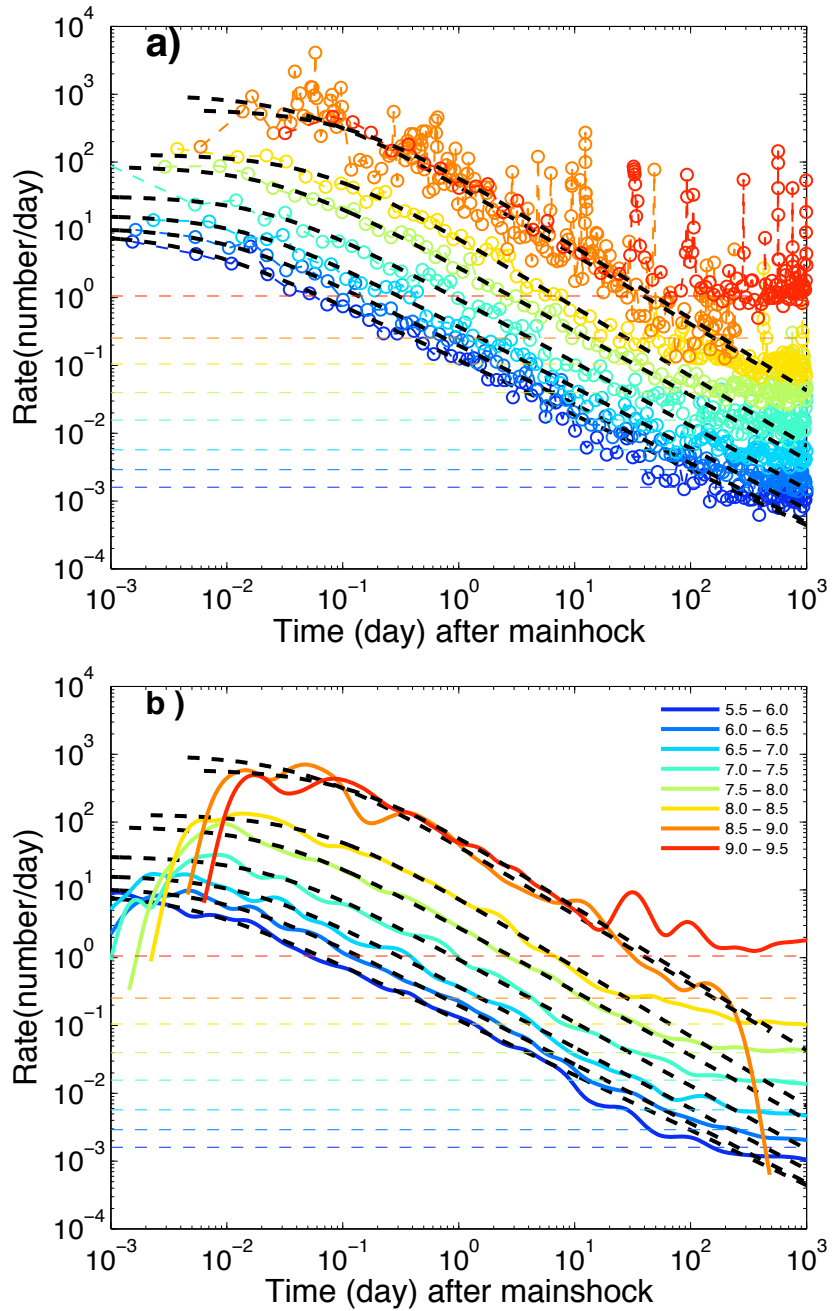 a)
10^4
10^3
10^2
10^1
10^0
10^−1
10^−2
10^−3
10^−4
Rate(number/day)
10^−3 10^−2 10^−1 10^0 10^1 10^2 10^3
Time (day) after mainhock
b )
10^4
10^3
10^2
10^1
10^0
10^−1
10^−2
10^−3
10^−4
Rate(number/day)
5.5 − 6.0
6.0 − 6.5
6.5 − 7.0
7.0 − 7.5
7.5 − 8.0
8.0 − 8.5
8.5 − 9.0
9.0 − 9.5
10^−3 10^−2 10^−1 10^0 10^1 10^2 10^3
Time (day) after mainshock